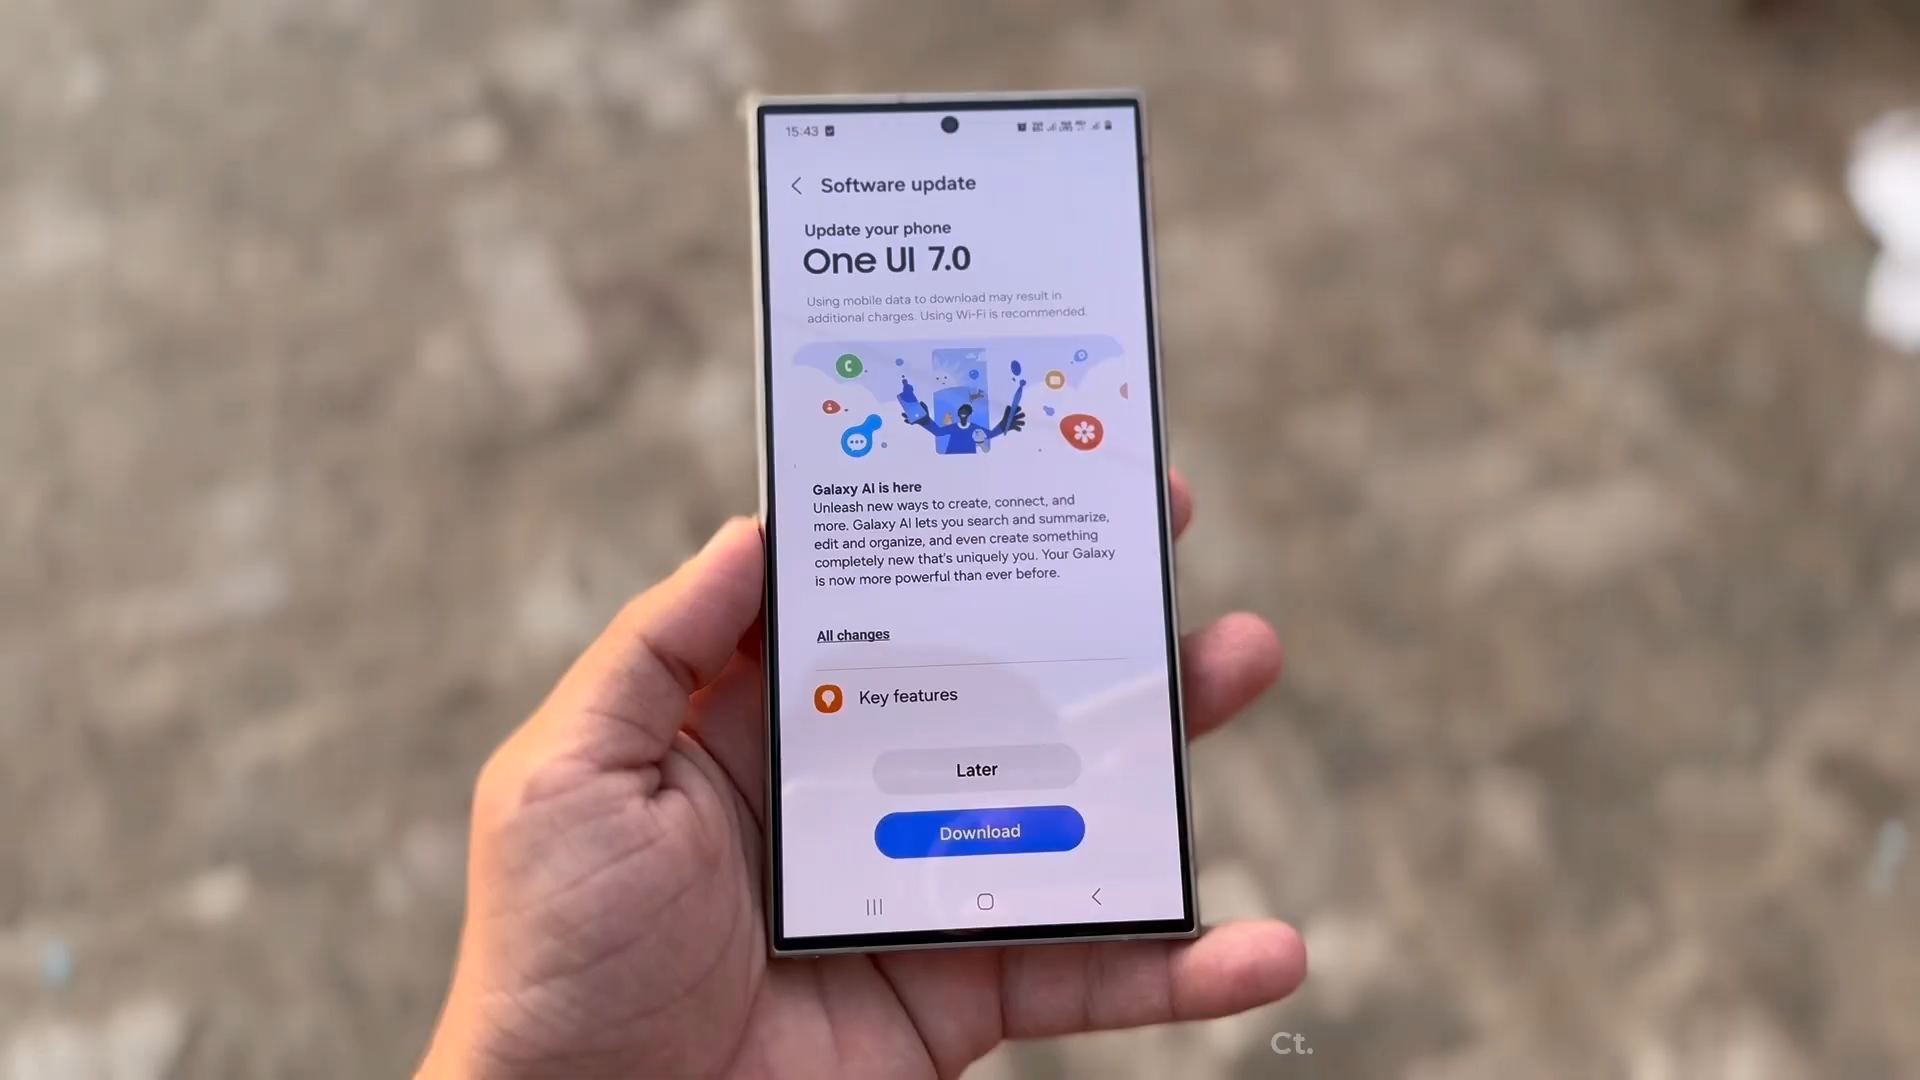 15:43
Software update
Update your phone
One UI 7.0
Using mobile data to download may result in
additional charges. Using Wi-Fi is recommended.
Galaxy AI is here
Unleash new ways to create, connect, and
more. Galaxy AI lets you search and summarize,
edit and organize, and even create something
completely new that's uniquely you. Your Galaxy
is now more powerful than ever before.
All changes
Key features
Later
Download
Ct.